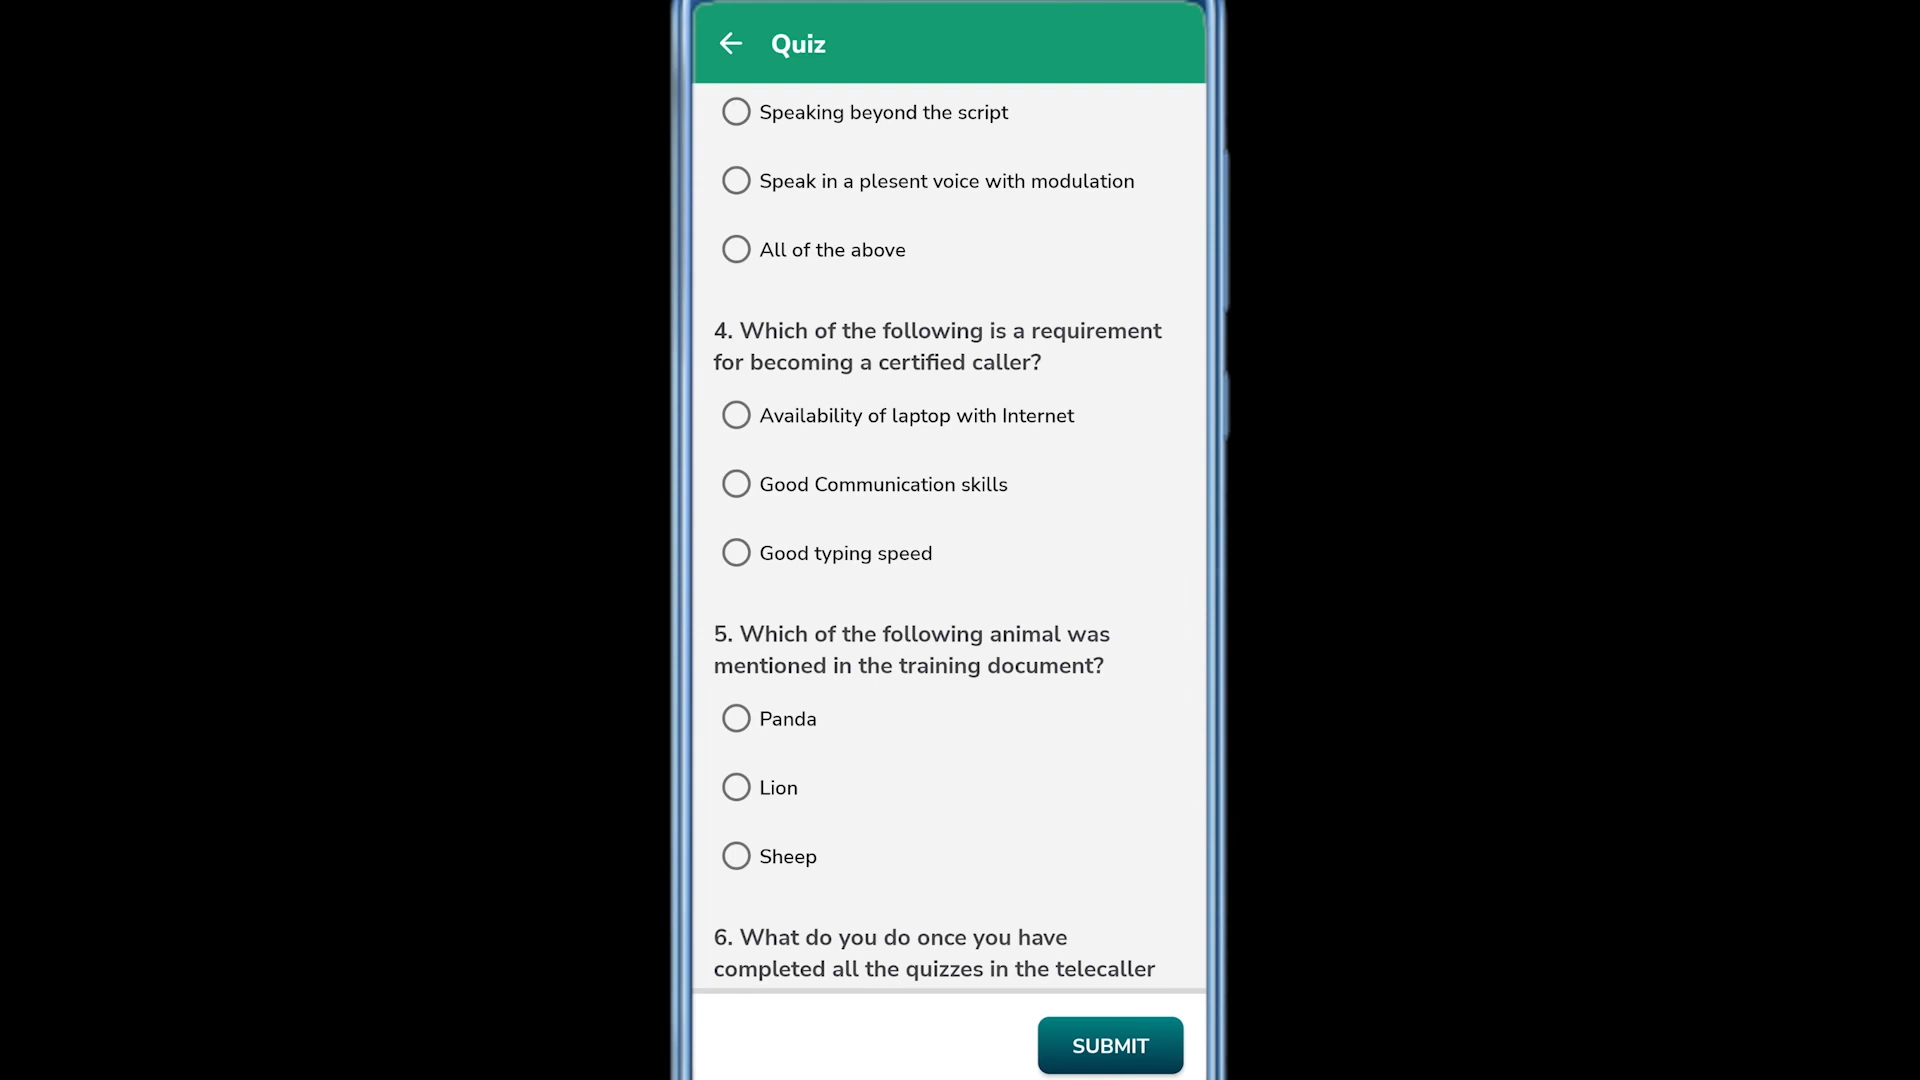 Quiz
Speaking beyond the script
Speak in a plesent voice with modulation
All of the above
4. Which of the following is a requirement
for becoming a certified caller?
Availability of laptop with Internet
Good Communication skills
Good typing speed
5. Which of the following animal was
mentioned in the training document?
Panda
Lion
Sheep
6. What do you do once you have
completed all the quizzes in the telecaller
SUBMIT